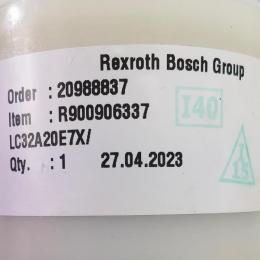 Rexroth Bosch Group
Order : 20988837
Item : R900906337
LC32A20E7X/
Qty. : 1 27.04.2023
I40
I
15